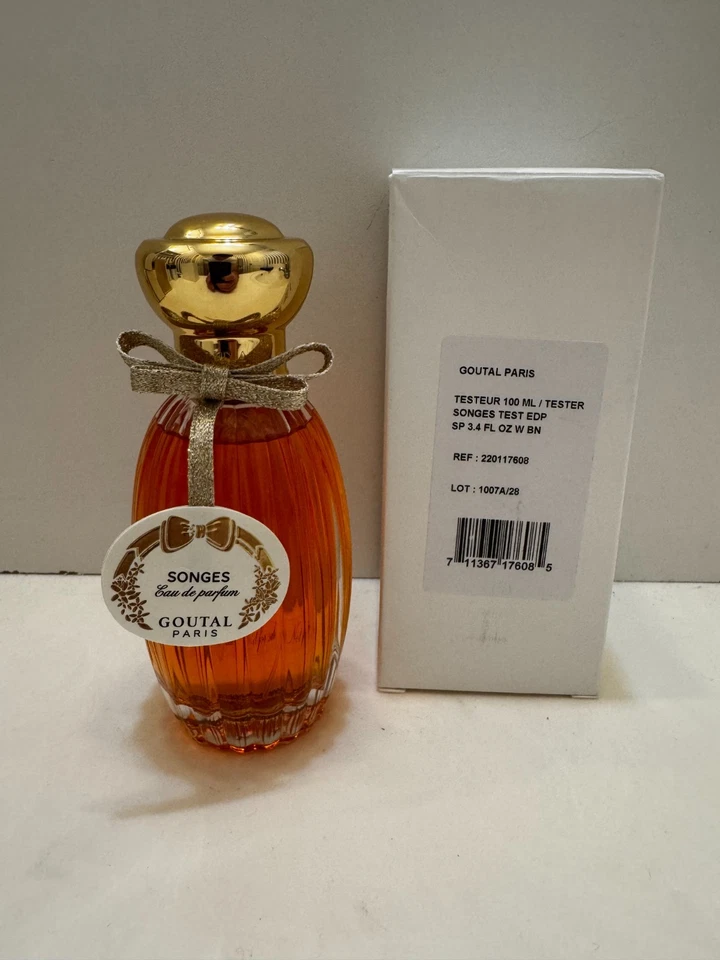 SONGES
Eau de parfum
GOUTAL
PARIS
GOUTAL PARIS
TESTEUR 100 ML / TESTER
SONGES TEST EDP
SP 3.4 FL OZ W BN
REF : 220117608
LOT : 1007A/28
7 11367 17608 5